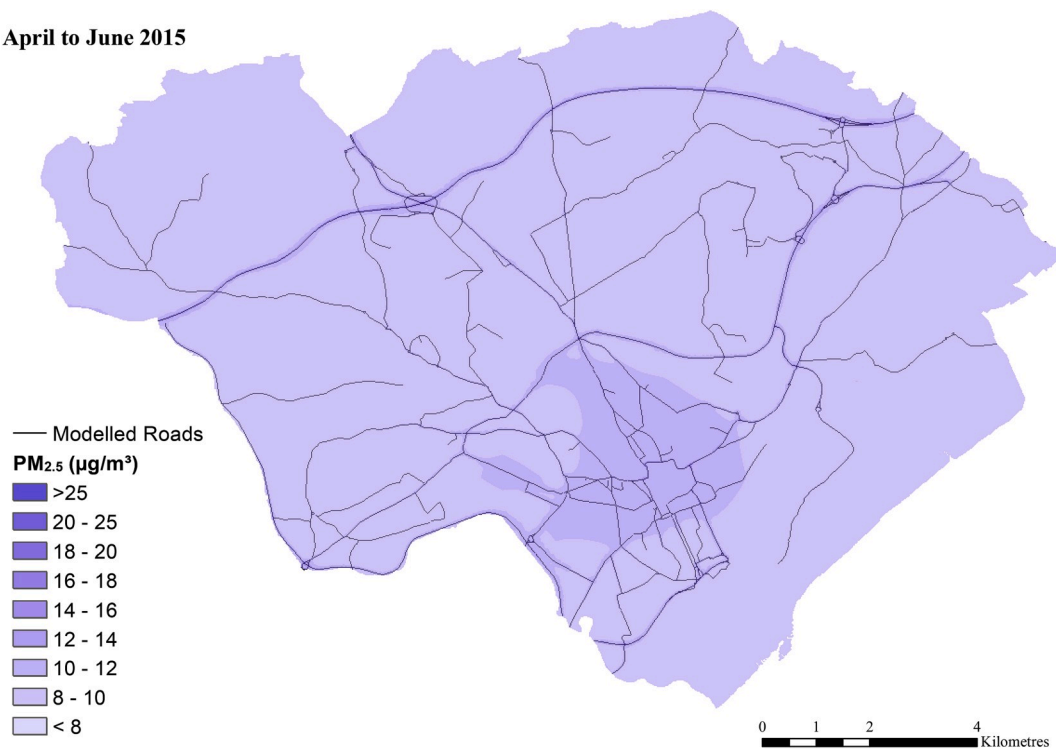 April to June 2015
Modelled Roads
PM₂.₅ (µg/m³)
>25
20 - 25
18 - 20
16 - 18
14 - 16
12 - 14
10 - 12
8 - 10
< 8
0 1 2 4
Kilometres